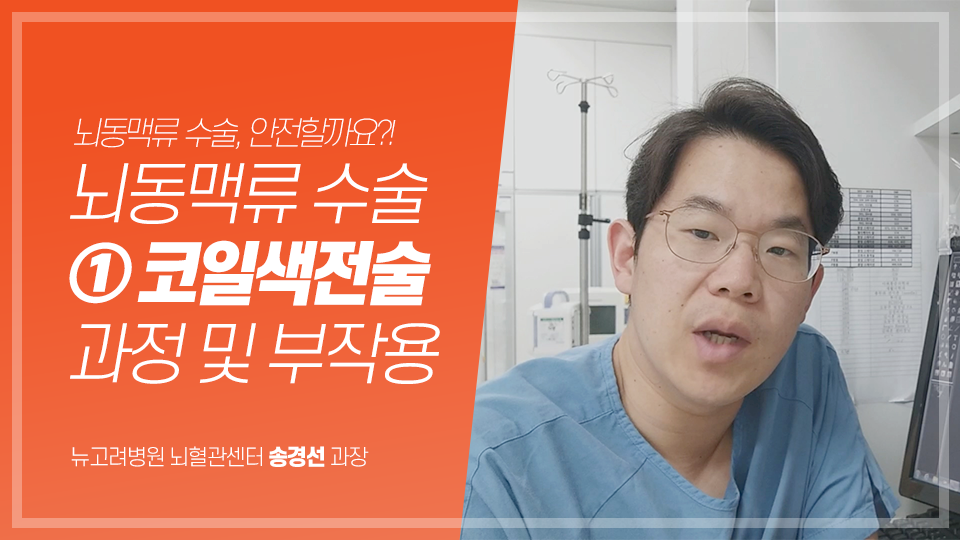 뇌동맥류 수술, 안전할까요?!
뇌동맥류 수술
① 코일색전술
과정 및 부작용
뉴고려병원 뇌혈관센터 송경선 과장